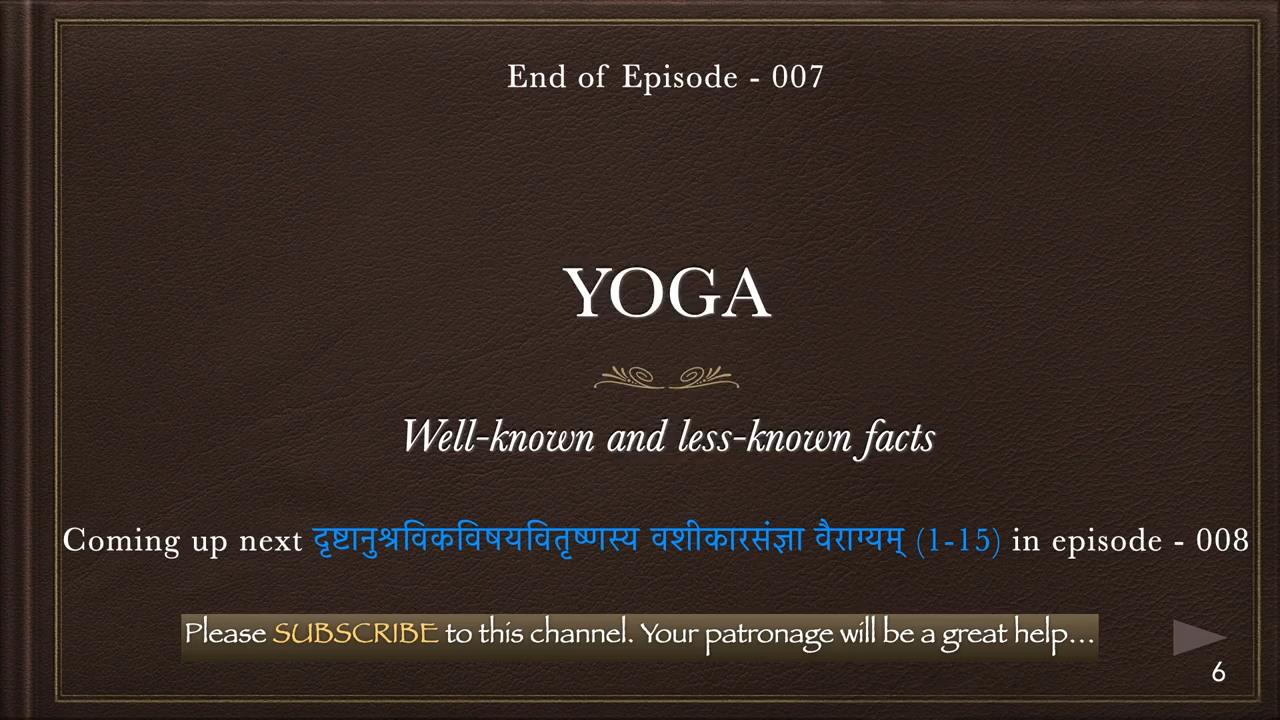 End of Episode - 007
YOGA
Well-known and less-known facts
Coming up next दृष्टानुश्रविकविषयवितृष्णस्य वशीकारसंज्ञा वैराग्यम् (1-15) in episode - 008
Please SUBSCRIBE to this channel. Your patronage will be a great help...
6